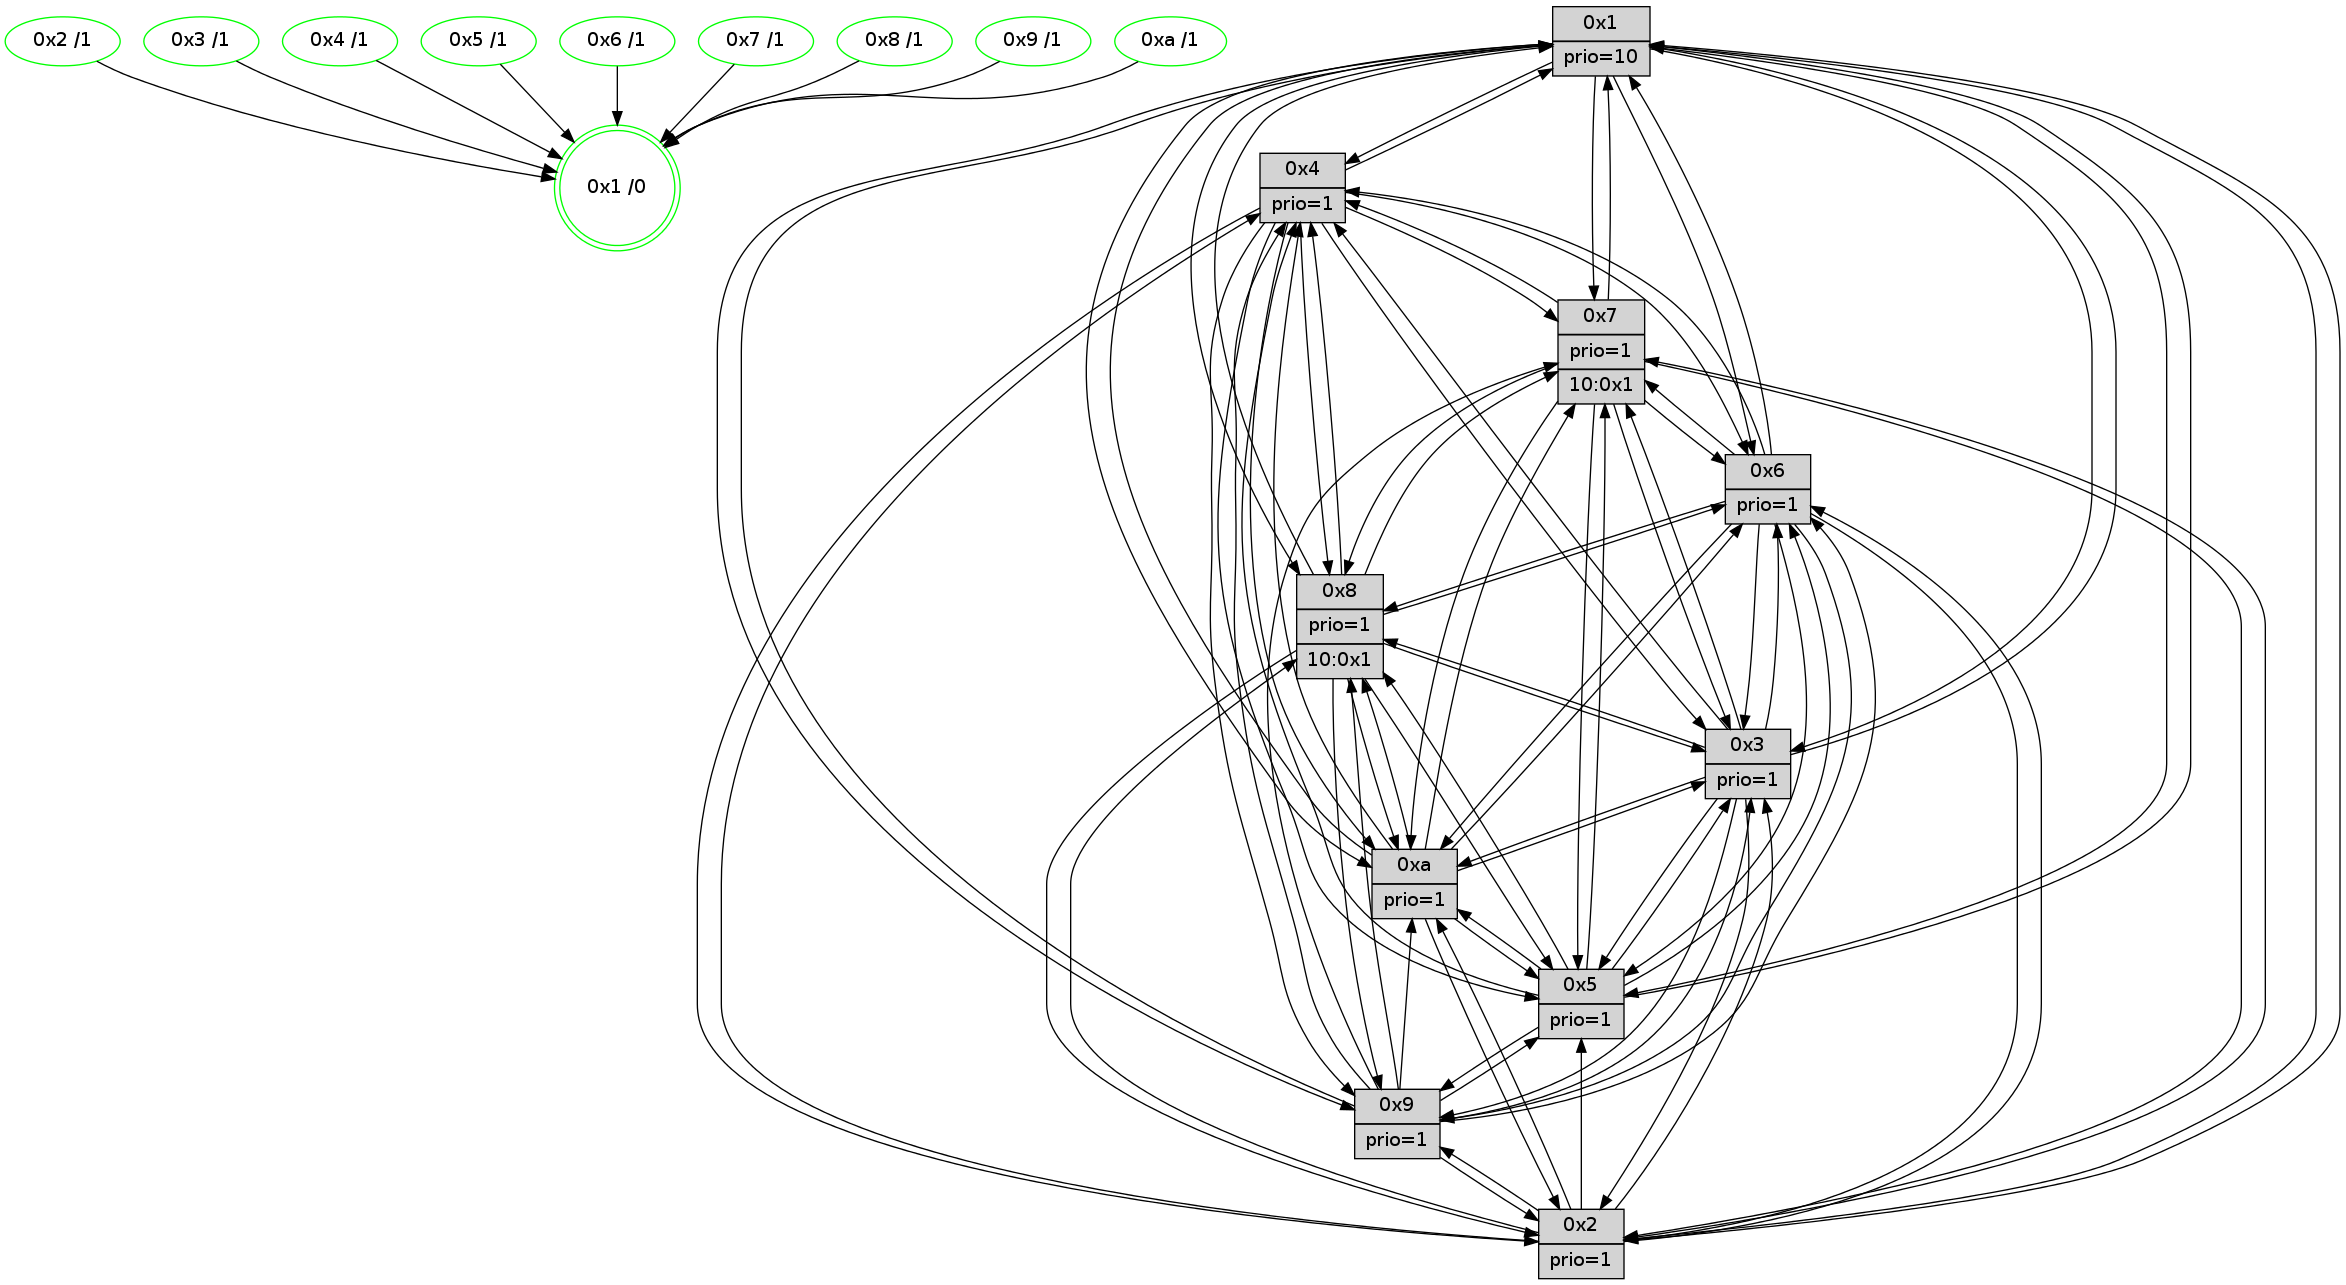 0x2 /1
0x3 /1
0x4 /1
0x5 /1
0x6 /1
0x7 /1
0x8 /1
0x9 /1
0xa /1
0x1 /0
0x1
prio=10
0x4
prio=1
0x7
prio=1
10:0x1
0x6
prio=1
0x8
prio=1
10:0x1
0x3
prio=1
0xa
prio=1
0x5
prio=1
0x9
prio=1
0x2
prio=1